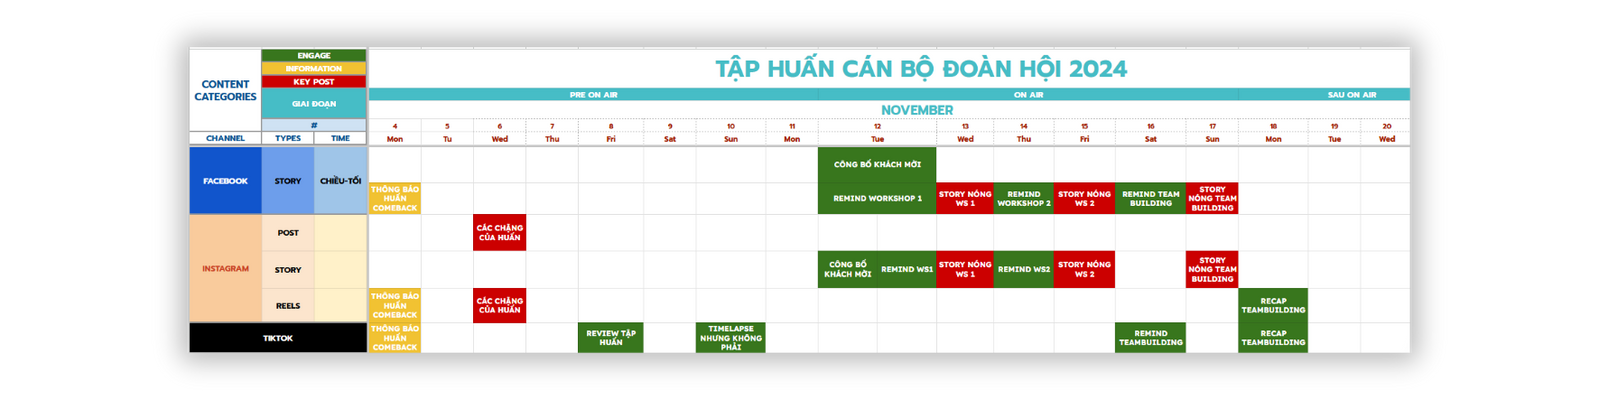 CONTENT CATEGORIES
ENGAGE
INFORMATION
KEY POST
GIAI ĐOẠN
#
TẬP HUẤN CÁN BỘ ĐOÀN HỘI 2024
PRE ON AIR ON AIR SAU ON AIR
NOVEMBER
4 5 6 7 8 9 10 11 12 13 14 15 16 17 18 19 20
CHANNEL TYPES TIME Mon Tu Wed Thu Fri Sat Sun Mon Tue Wed Thu Fri Sat Sun Mon Thu Wed
FACEBOOK STORY CHIỀU-TỐI
CÔNG BỐ KHÁCH MỜI
THÔNG BÁO HUẤN COMEBACK
REMIND WORKSHOP 1
STORY NÓNG WS 1
REMIND WORKSHOP 2
STORY NÓNG WS 2
REMIND TEAM BUILDING
STORY NÓNG TEAM BUILDING
INSTAGRAM
POST
CÁC CHẶNG CỦA HUẤN
STORY
CÔNG BỐ KHÁCH MỜI
REMIND WS1
STORY NÓNG WS 1
REMIND WS2
STORY NÓNG WS 2
STORY NÓNG TEAM BUILDING
REELS
THÔNG BÁO HUẤN COMEBACK
CÁC CHẶNG CỦA HUẤN
RECAP TEAMBUILDING
TIKTOK
THÔNG BÁO HUẤN COMEBACK
REVIEW TẬP HUẤN
TIMELAPSE NHƯNG KHÔNG PHẢI
REMIND TEAMBUILDING
RECAP TEAMBUILDING